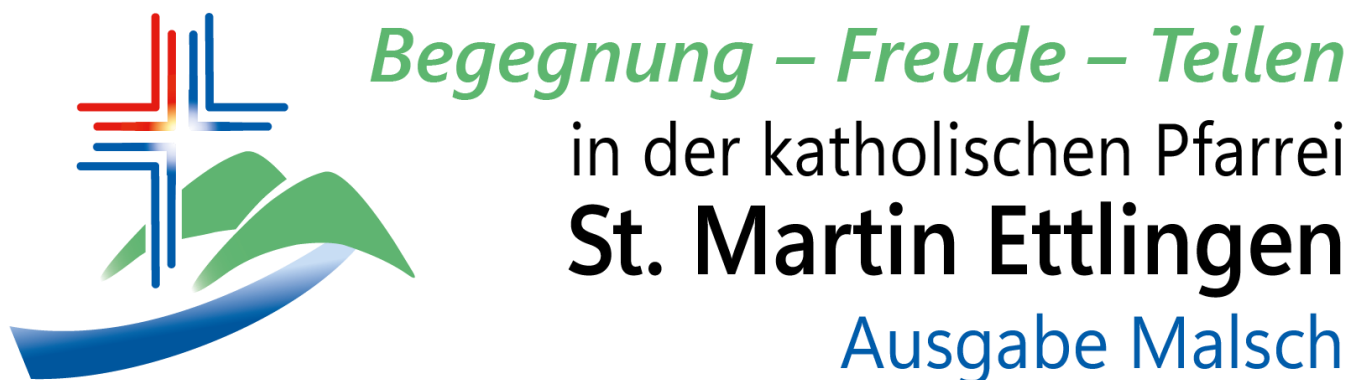 Begegnung – Freude – Teilen
in der katholischen Pfarrei
St. Martin Ettlingen
Ausgabe Malsch